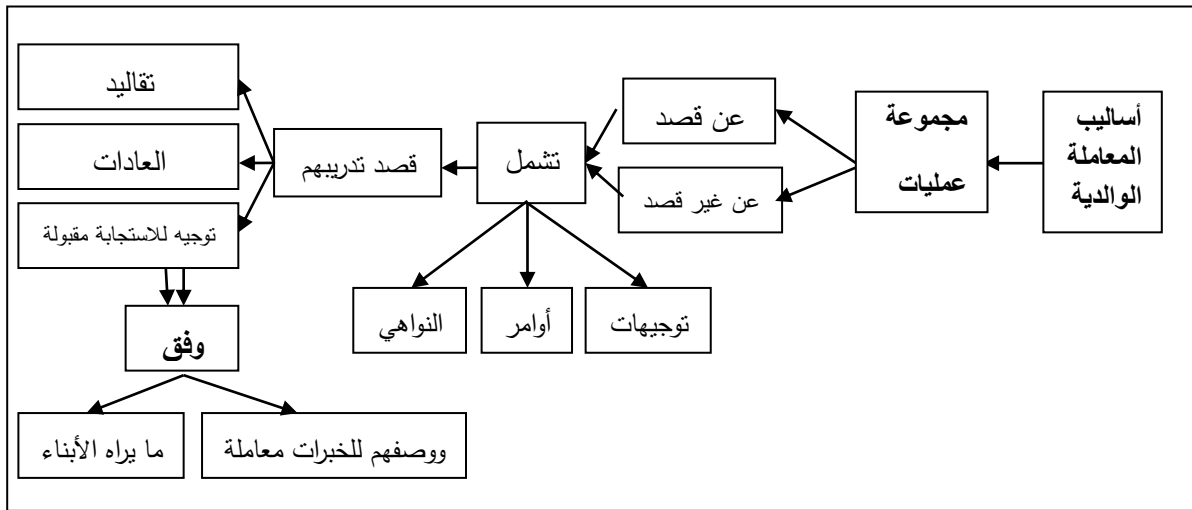 أساليب
المعاملة
الوالدية
مجموعة
عمليات
عن قصد
عن غير قصد
تشمل
توجيهات
أوامر
النواهي
قصد تدريبهم
تقاليد
العادات
توجيه للاستجابة مقبولة
وفق
ووصفهم للخبرات معاملة
ما يراه الأبناء